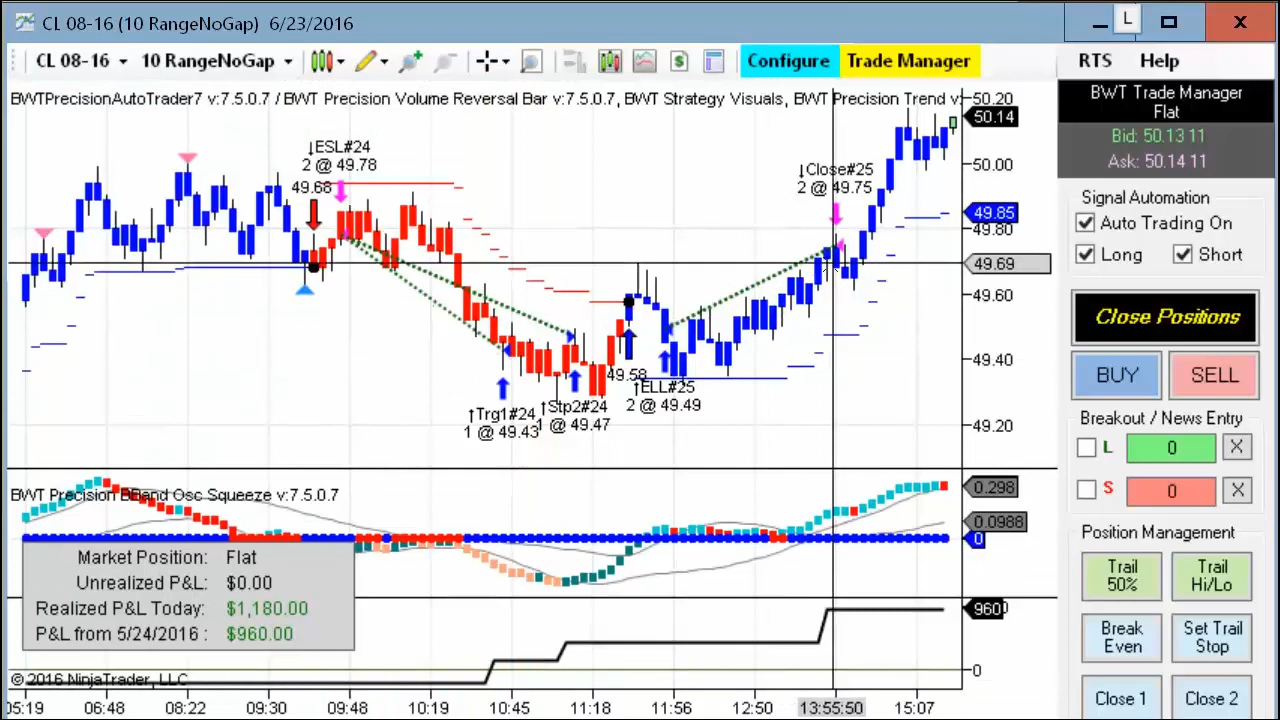 CL 08-16 (10 RangeNoGap) 6/23/2016
L
CL 08-16 10 RangeNoGap Configure Trade Manager RTS Help
BWTPrecisionAutoTrader7 v:7.5.0.7 / BWT Precision Volume Reversal Bar v:7.5.0.7, BWT Strategy Visuals, BWT Precision Trend v:
50.20
50.14
50.00
49.85
49.80
49.69
49.60
49.40
49.20
↓ESL#24
2 @ 49.78
49.68
↓Close#25
2 @ 49.75
49.58
↑ELL#25
2 @ 49.49
↑Trg1#24
1 @ 49.43
↑Stp2#24
1 @ 49.47
BWT Precision BBand Osc Squeeze v:7.5.0.7
0.298
0.0988
0
Market Position: Flat
Unrealized P&L: $0.00
Realized P&L Today: $1,180.00
P&L from 5/24/2016 : $960.00
960
0
© 2016 NinjaTrader, LLC
05:19 06:48 08:22 09:30 09:48 10:19 10:45 11:18 11:56 12:50 13:55:50 15:07
BWT Trade Manager
Flat
Bid: 50.13 11
Ask: 50.14 11
Signal Automation
Auto Trading On
Long Short
Close Positions
BUY SELL
Breakout / News Entry
L 0 X
S 0 X
Position Management
Trail 50%
Trail Hi/Lo
Break Even
Set Trail Stop
Close 1 Close 2